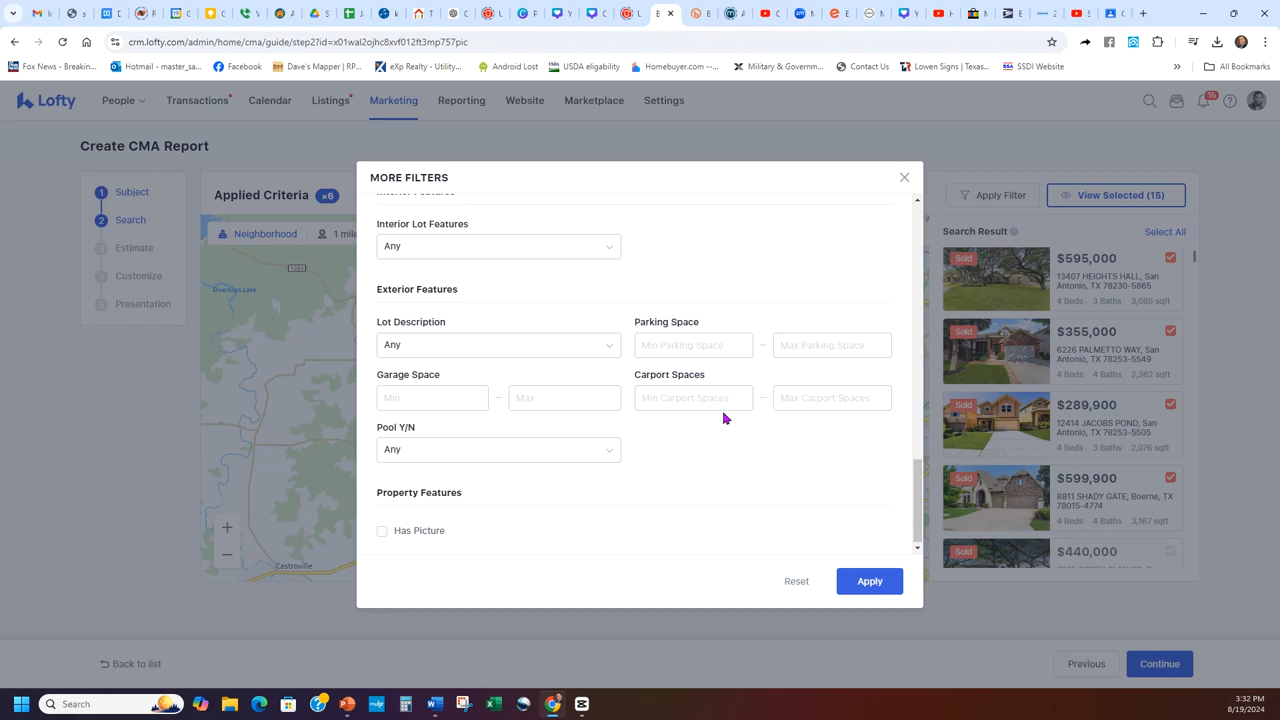 crm.lofty.com/admin/home/cma/guide/step2?id=x01wal2ojhc8xvf012ft3mp757pic
Fox News - Breakin...
Hotmail - master_sa...
Facebook
Dave's Mapper | RP...
eXp Realty - Utility...
Android Lost
USDA eligibility
Homebuyer.com --...
Military & Governm...
Contact Us
Lowen Signs | Texas...
SSDI Website
»
All Bookmarks
Lofty
People
Transactions
Calendar
Listings
Marketing
Reporting
Website
Marketplace
Settings
15
Create CMA Report
1 Subject
2 Search
3 Estimate
4 Customize
Presentation
Applied Criteria ×6
Neighborhood
1 mile
Diversion Lake
Castroville
MORE FILTERS
Interior Features
Interior Lot Features
Any
Exterior Features
Lot Description
Parking Space
Any
Min Parking Space – Max Parking Space
Garage Space
Carport Spaces
Min – Max
Min Carport Spaces – Max Carport Spaces
Pool Y/N
Any
Property Features
Has Picture
Reset
Apply
Apply Filter
View Selected (15)
Search Result
Select All
Sold
$595,000
13407 HEIGHTS HALL, San
Antonio, TX 78230-5865
4 Beds 3 Baths 3,085 sqft
Sold
$355,000
6226 PALMETTO WAY, San
Antonio, TX 78253-5549
4 Beds 4 Baths 2,362 sqft
Sold
$289,900
12414 JACOBS POND, San
Antonio, TX 78253-5505
4 Beds 3 Baths 2,076 sqft
Sold
$599,900
8811 SHADY GATE, Boerne, TX
78015-4774
4 Beds 4 Baths 3,167 sqft
Sold
$440,000
Back to list
Previous
Continue
Search
3:32 PM
8/19/2024